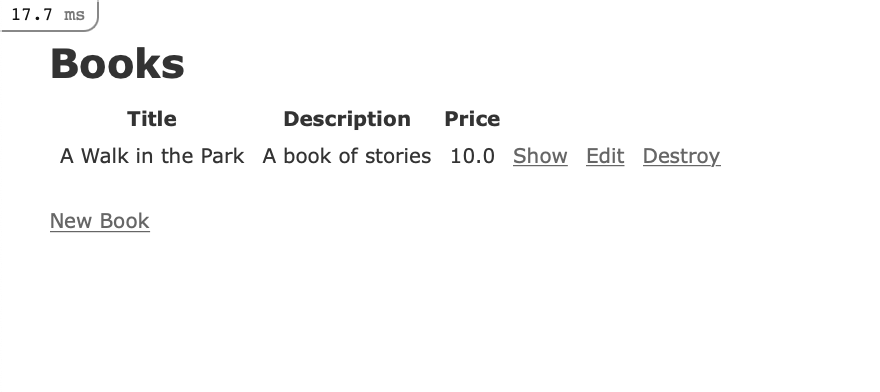 17.7 ms
Books
Title Description Price
A Walk in the Park A book of stories 10.0 Show Edit Destroy
New Book